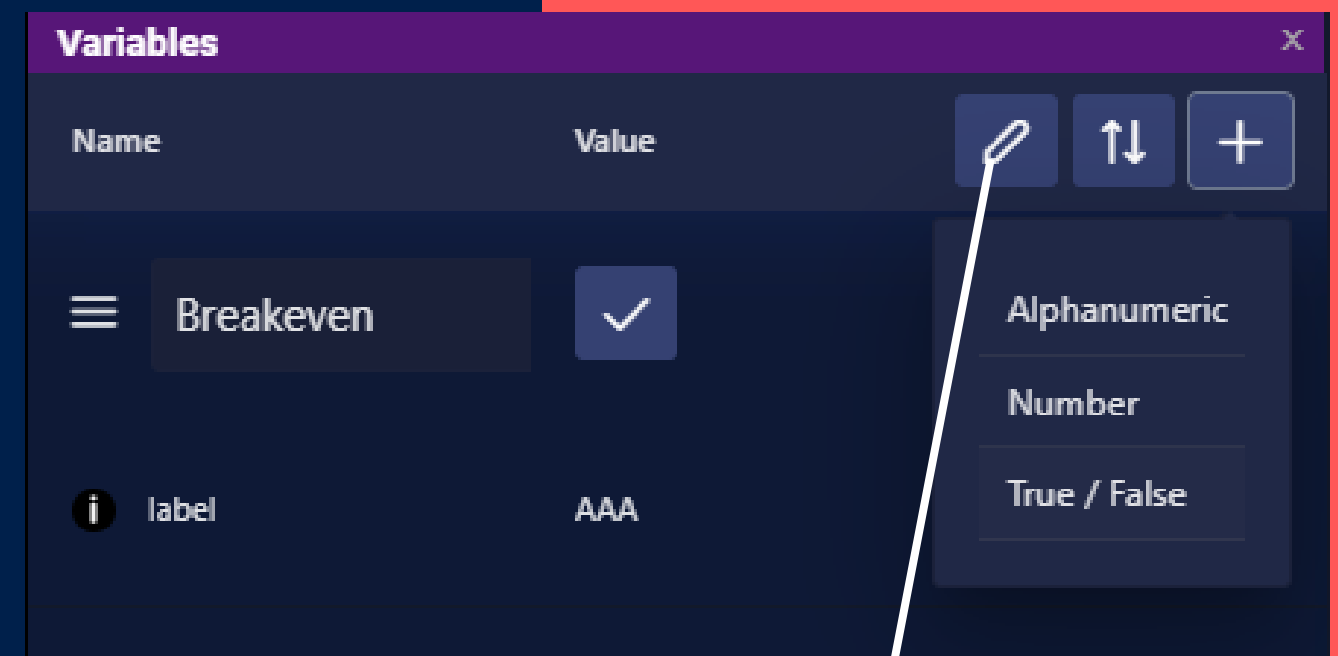 Variables x
Name Value
Breakeven
label AAA
Alphanumeric
Number
True / False